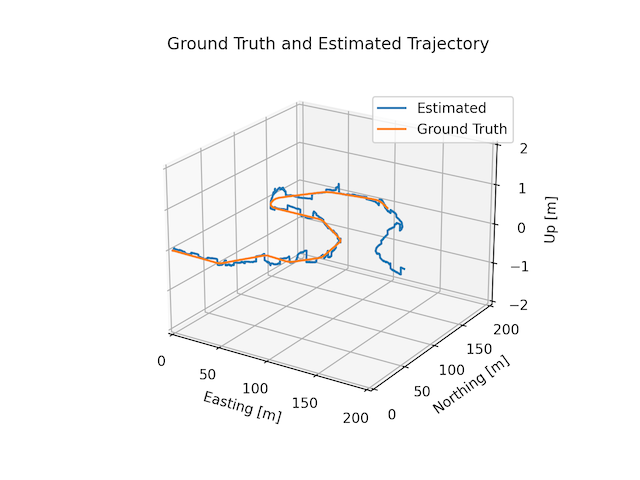 Ground Truth and Estimated Trajectory
Estimated
Ground Truth
2
1
0
−1
−2
Up [m]
0
50
100
150
200
Easting [m]
0
50
100
150
200
Northing [m]